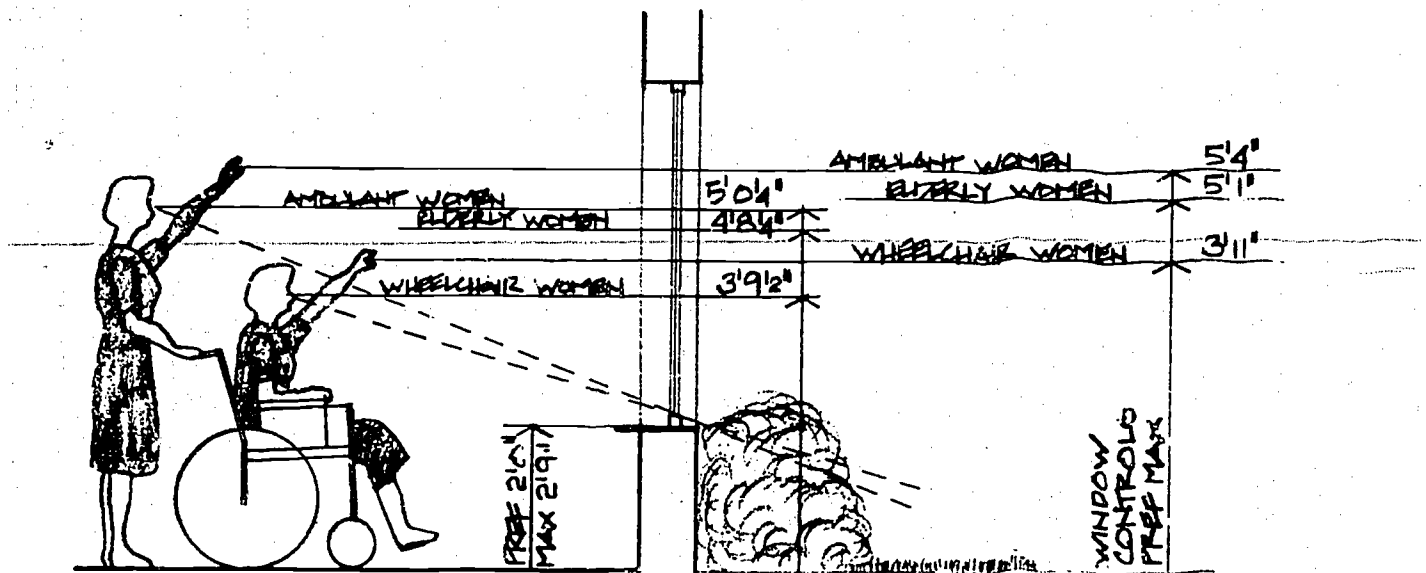 AMBULANT WOMEN 5'4"
ELDERLY WOMEN 5'1"
AMBULANT WOMEN 5'0¼"
ELDERLY WOMEN 4'8¼"
WHEELCHAIR WOMEN 3'11"
WHEELCHAIR WOMEN 3'9½"
PREF 2'0"
MAX 2'9"
WINDOW
CONTROLS
PREF MAX